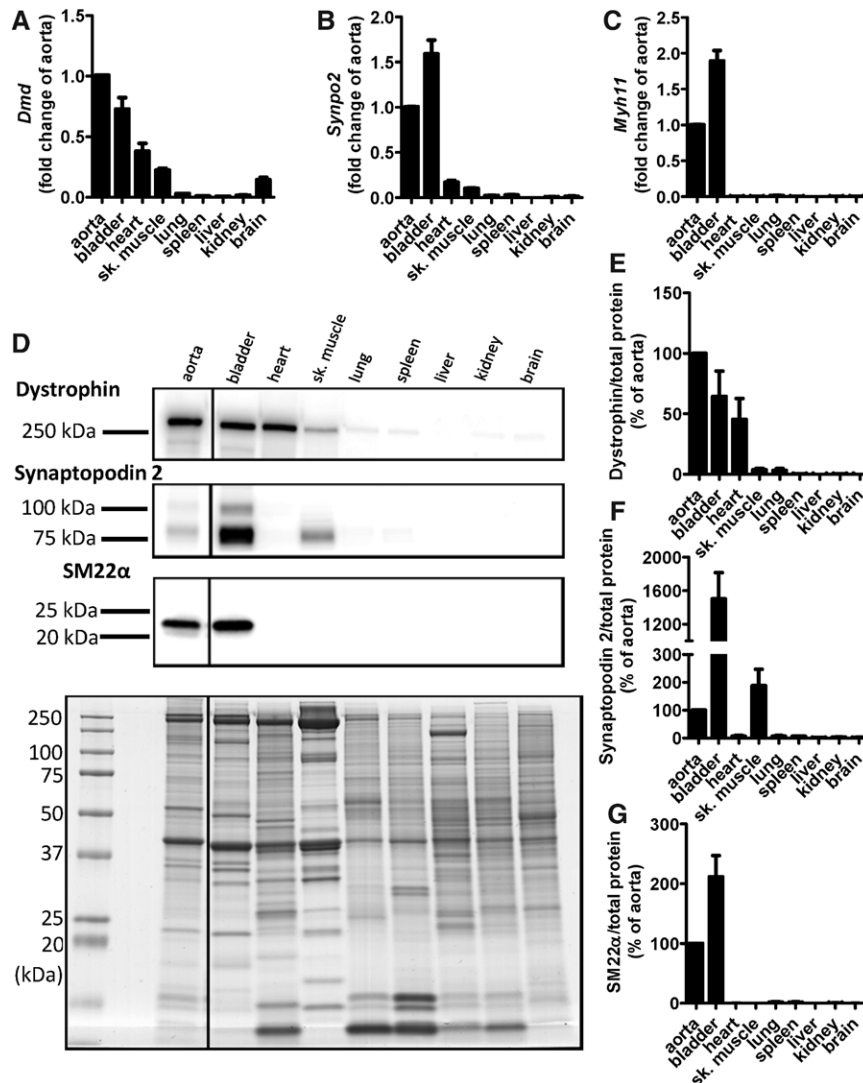 A
Dmd
(fold change of aorta)
1.5
1.0
0.5
0.0
aorta
bladder
heart
sk. muscle
lung
spleen
liver
kidney
brain
B
Synpo2
(fold change of aorta)
2.0
1.5
1.0
0.5
0.0
aorta
bladder
heart
sk. muscle
lung
spleen
liver
kidney
brain
C
Myh11
(fold change of aorta)
2.5
2.0
1.5
1.0
0.5
0.0
aorta
bladder
heart
sk. muscle
lung
spleen
liver
kidney
brain
D
aorta
bladder
heart
sk. muscle
lung
spleen
liver
kidney
brain
Dystrophin
250 kDa
Synaptopodin 2
100 kDa
75 kDa
SM22α
25 kDa
20 kDa
250
100
75
50
37
25
20
(kDa)
E
Dystrophin/total protein
(% of aorta)
150
100
50
0
aorta
bladder
heart
sk. muscle
lung
spleen
liver
kidney
brain
F
Synaptopodin 2/total protein
(% of aorta)
2000
1600
1200
300
200
100
0
aorta
bladder
heart
sk. muscle
lung
spleen
liver
kidney
brain
G
SM22α/total protein
(% of aorta)
300
200
100
0
aorta
bladder
heart
sk. muscle
lung
spleen
liver
kidney
brain